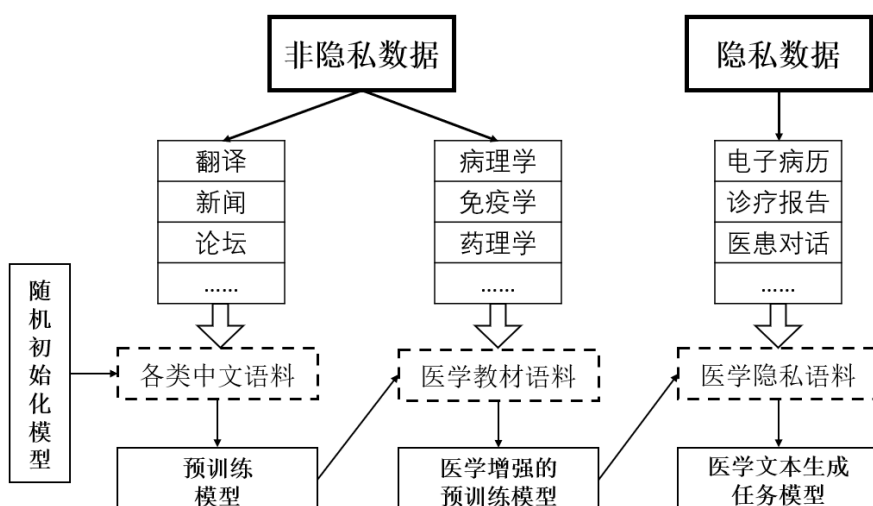 非隐私数据
隐私数据
翻译
新闻
论坛
……
病理学
免疫学
药理学
……
电子病历
诊疗报告
医患对话
……
随机初始化模型
各类中文语料
医学教材语料
医学隐私语料
预训练
模型
医学增强的
预训练模型
医学文本生成
任务模型